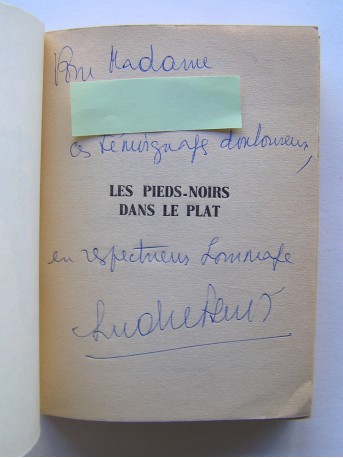 Pour Madame
ces témoignages douloureux,
LES PIEDS-NOIRS
DANS LE PLAT
en respectueux hommage